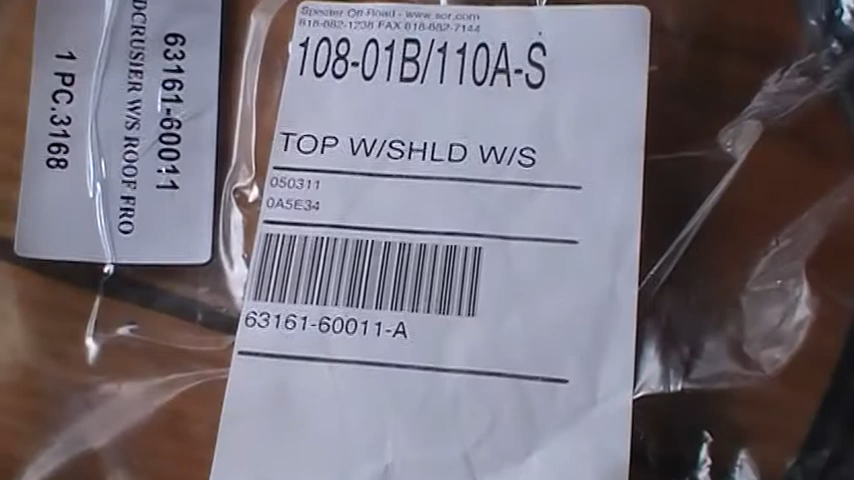 63161-60011
DCRUSIER W/S ROOF FRO
1 PC.3168
Specter Off-Road - www.sor.com
818-882-1238 FAX 818-882-7144
108-01B/110A-S
TOP W/SHLD W/S
050311
0A5E34
63161-60011-A